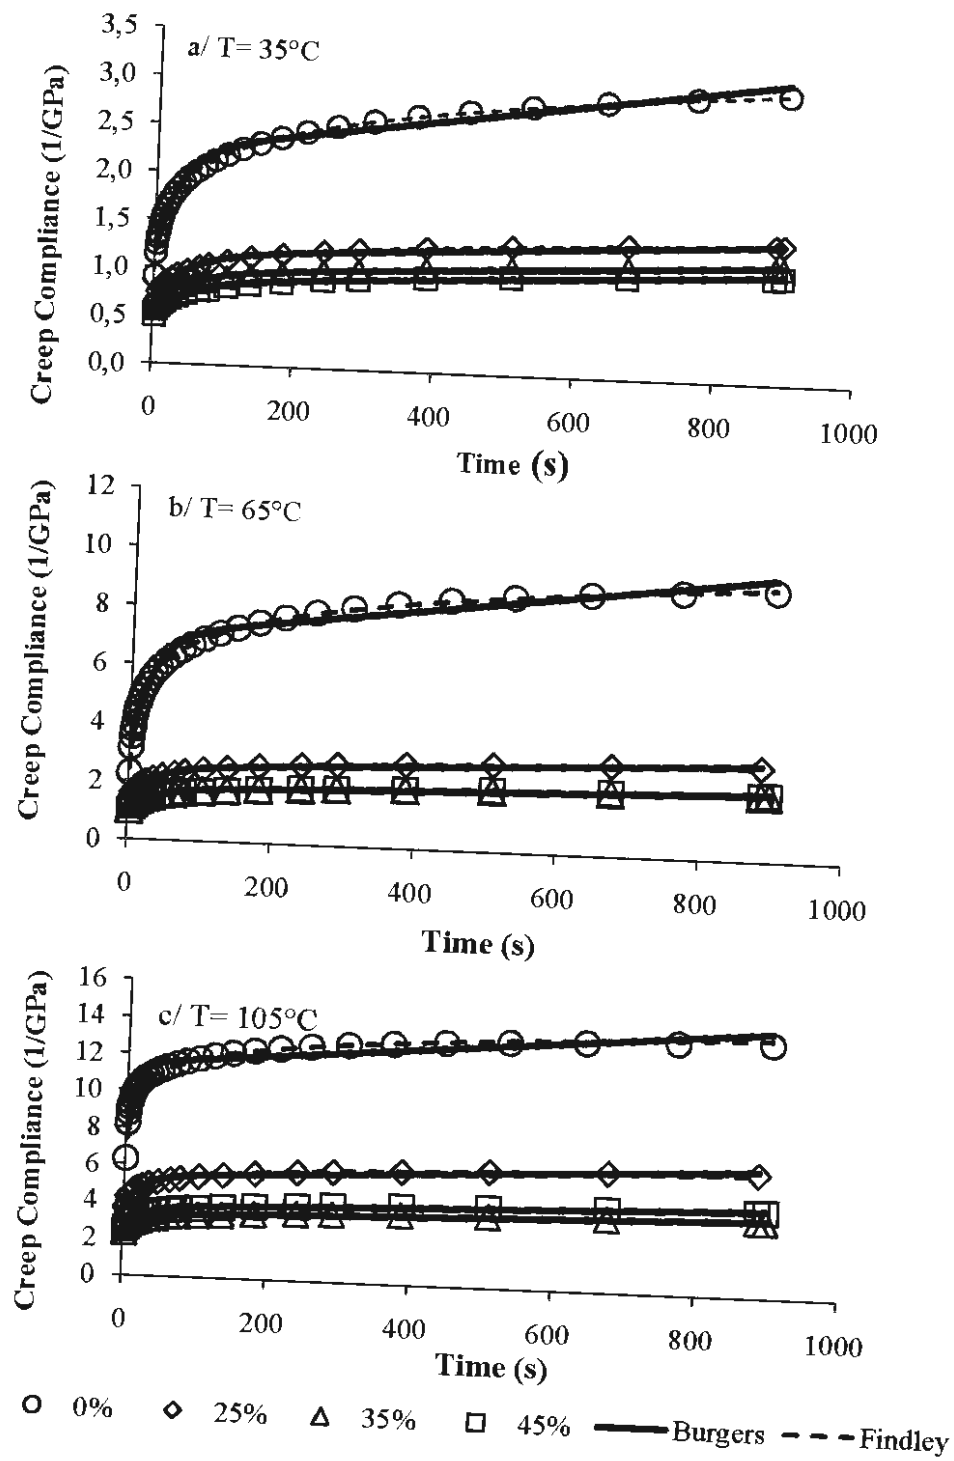 3,5
a/ T= 35°C
3,0
2,5
2,0
1,5
1,0
0,5
0,0
Creep Compliance (1/GPa)
0 200 400 600 800 1000
Time (s)
12
b/ T= 65°C
10
8
6
4
2
0
Creep Compliance (1/GPa)
0 200 400 600 800 1000
Time (s)
16
14
c/ T= 105°C
12
10
8
6
4
2
0
Creep Compliance (1/GPa)
0 200 400 600 800 1000
Time (s)
0% 25% 35% 45% Burgers Findley